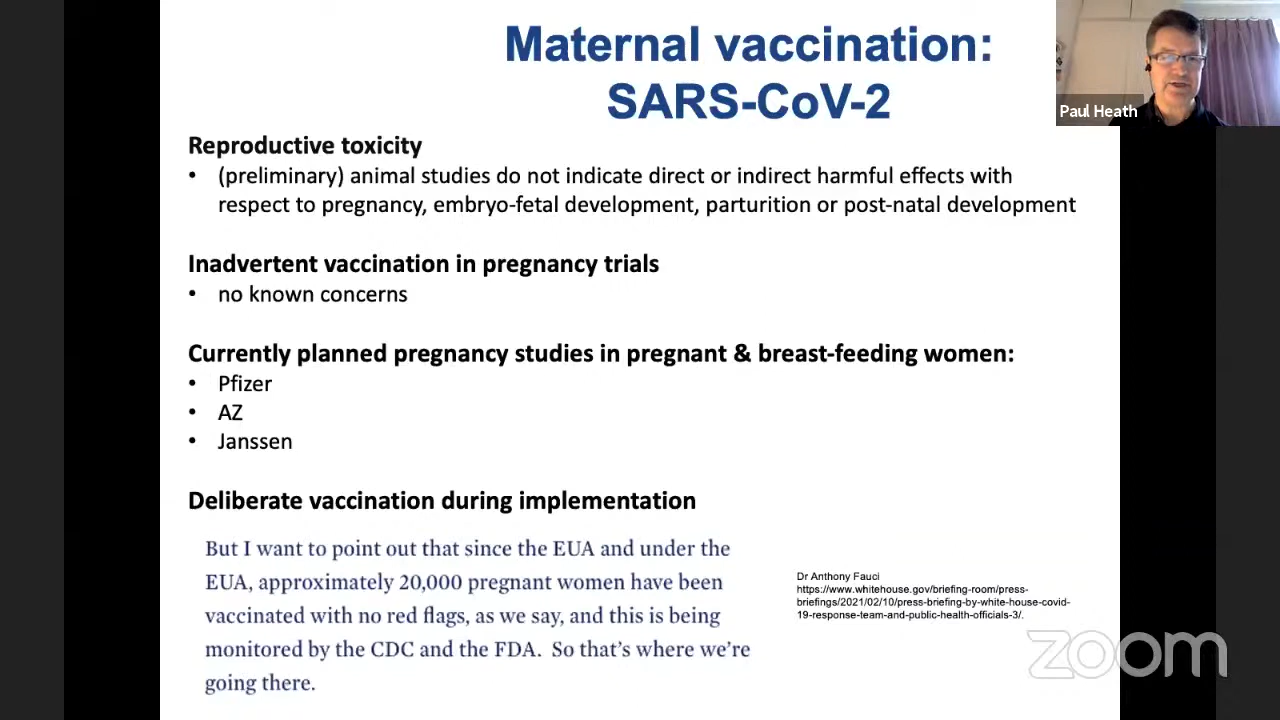 Maternal vaccination:
SARS-CoV-2
Paul Heath
Reproductive toxicity
• (preliminary) animal studies do not indicate direct or indirect harmful effects with
respect to pregnancy, embryo-fetal development, parturition or post-natal development
Inadvertent vaccination in pregnancy trials
• no known concerns
Currently planned pregnancy studies in pregnant & breast-feeding women:
• Pfizer
• AZ
• Janssen
Deliberate vaccination during implementation
But I want to point out that since the EUA and under the
EUA, approximately 20,000 pregnant women have been
vaccinated with no red flags, as we say, and this is being
monitored by the CDC and the FDA.  So that's where we're
going there.
Dr Anthony Fauci
https://www.whitehouse.gov/briefing-room/press-
briefings/2021/02/10/press-briefing-by-white-house-covid-
19-response-team-and-public-health-officials-3/.
zoom